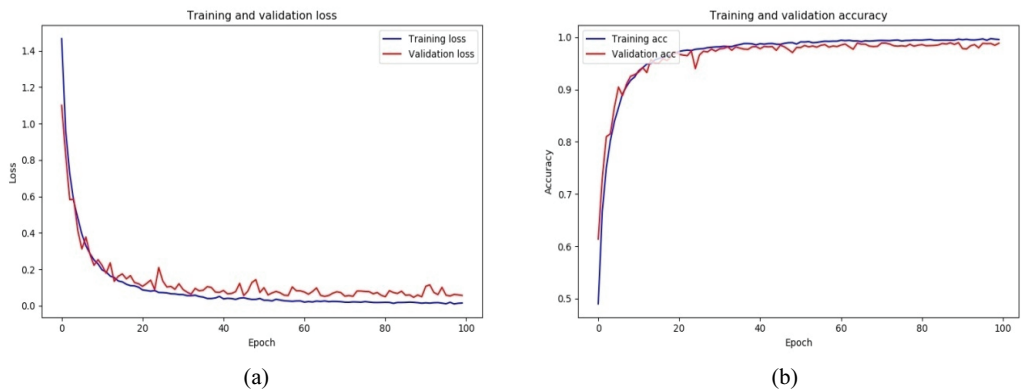 Training and validation loss
Training loss
Validation loss
1.4
1.2
1.0
0.8
0.6
0.4
0.2
0.0
Loss
0
20
40
60
80
100
Epoch
(a)
Training and validation accuracy
Training acc
Validation acc
1.0
0.9
0.8
0.7
0.6
0.5
Accuracy
0
20
40
60
80
100
Epoch
(b)